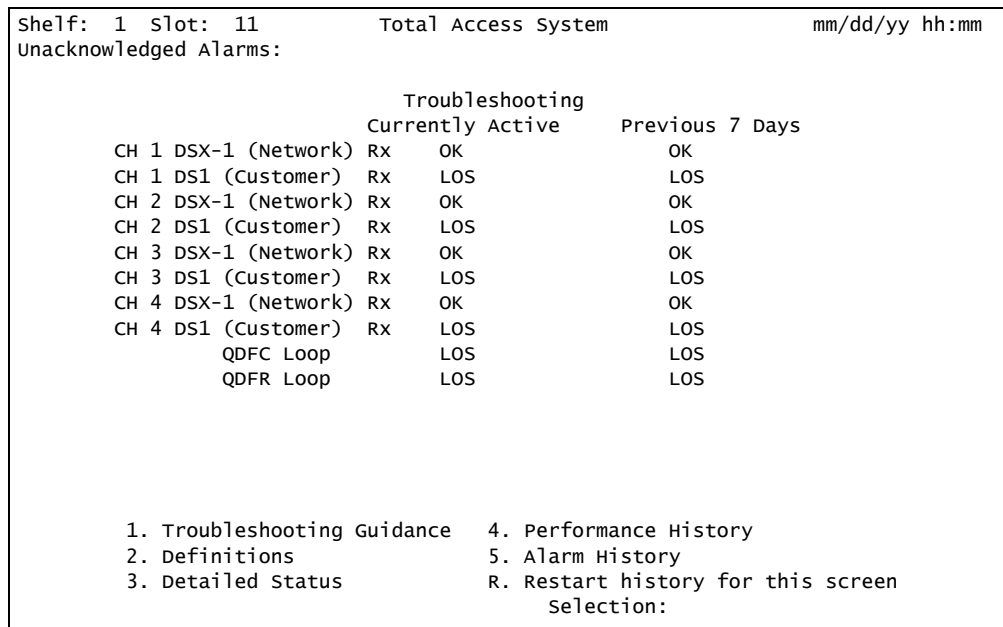 Shelf: 1 Slot: 11 Total Access System mm/dd/yy hh:mm
Unacknowledged Alarms:
Troubleshooting
Currently Active Previous 7 Days
CH 1 DSX-1 (Network) Rx OK OK
CH 1 DS1 (Customer) Rx LOS LOS
CH 2 DSX-1 (Network) Rx OK OK
CH 2 DS1 (Customer) Rx LOS LOS
CH 3 DSX-1 (Network) Rx OK OK
CH 3 DS1 (Customer) Rx LOS LOS
CH 4 DSX-1 (Network) Rx OK OK
CH 4 DS1 (Customer) Rx LOS LOS
QDFC Loop LOS LOS
QDFR Loop LOS LOS
1. Troubleshooting Guidance 4. Performance History
2. Definitions 5. Alarm History
3. Detailed Status R. Restart history for this screen
Selection: